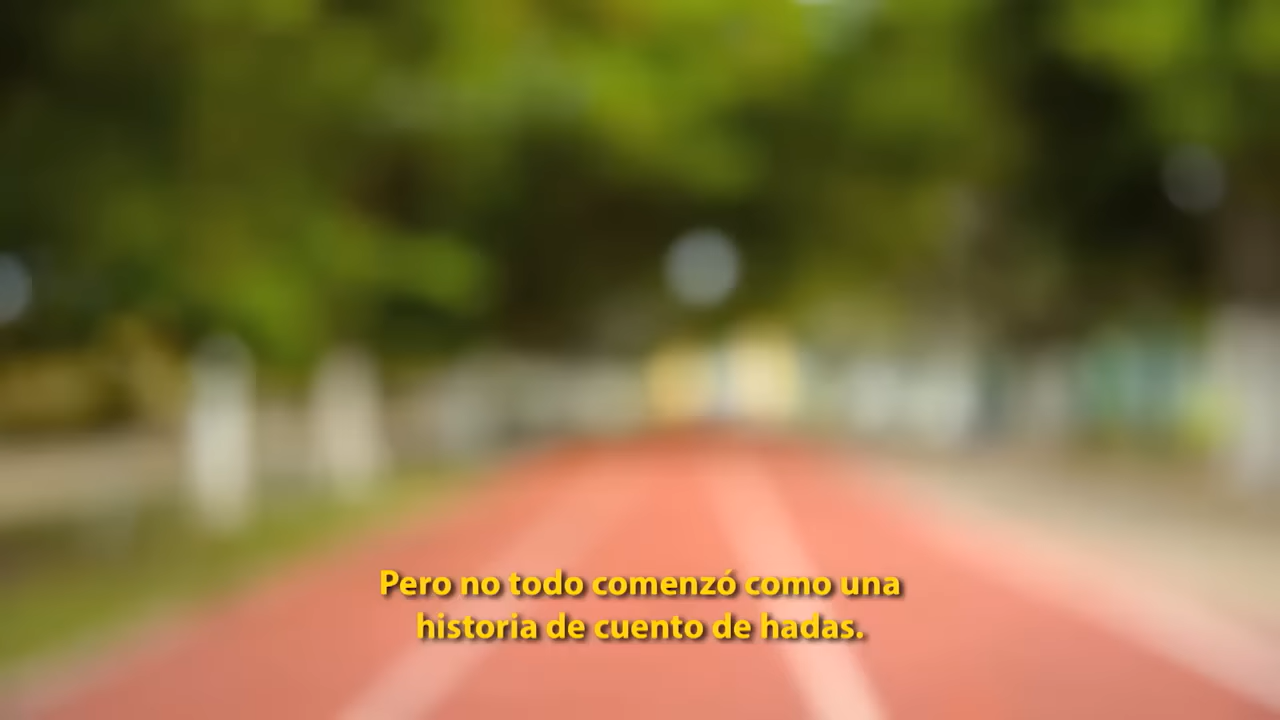 Pero no todo comenzó como una
historia de cuento de hadas.